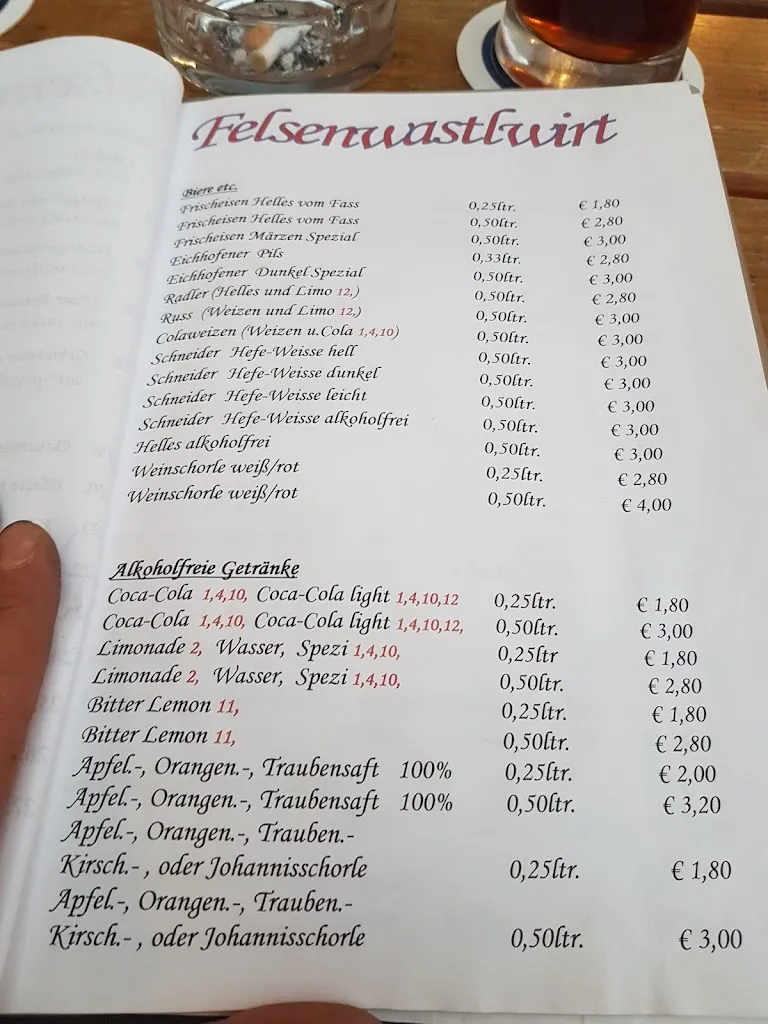 Felsenwastlwirt
Biere etc.
Frischeisen Helles vom Fass 0,25ltr. € 1,80
Frischeisen Helles vom Fass 0,50ltr. € 2,80
Frischeisen Märzen Spezial 0,50ltr. € 3,00
Eichhofener Pils 0,33ltr. € 2,80
Eichhofener Dunkel Spezial 0,50ltr. € 3,00
Radler (Helles und Limo 12,) 0,50ltr. € 2,80
Russ (Weizen und Limo 12,) 0,50ltr. € 3,00
Colaweizen (Weizen u.Cola 1,4,10) 0,50ltr. € 3,00
Schneider Hefe-Weisse hell 0,50ltr. € 3,00
Schneider Hefe-Weisse dunkel 0,50ltr. € 3,00
Schneider Hefe-Weisse leicht 0,50ltr. € 3,00
Schneider Hefe-Weisse alkoholfrei 0,50ltr. € 3,00
Helles alkoholfrei 0,50ltr. € 3,00
Weinschorle weiß/rot 0,25ltr. € 2,80
Weinschorle weiß/rot 0,50ltr. € 4,00
Alkoholfreie Getränke
Coca-Cola 1,4,10, Coca-Cola light 1,4,10,12 0,25ltr. € 1,80
Coca-Cola 1,4,10, Coca-Cola light 1,4,10,12, 0,50ltr. € 3,00
Limonade 2, Wasser, Spezi 1,4,10, 0,25ltr € 1,80
Limonade 2, Wasser, Spezi 1,4,10, 0,50ltr. € 2,80
Bitter Lemon 11, 0,25ltr. € 1,80
Bitter Lemon 11, 0,50ltr. € 2,80
Apfel.-, Orangen.-, Traubensaft 100% 0,25ltr. € 2,00
Apfel.-, Orangen.-, Traubensaft 100% 0,50ltr. € 3,20
Apfel.-, Orangen.-, Trauben.-
Kirsch.- , oder Johannisschorle 0,25ltr. € 1,80
Apfel.-, Orangen.-, Trauben.-
Kirsch.- , oder Johannisschorle 0,50ltr. € 3,00